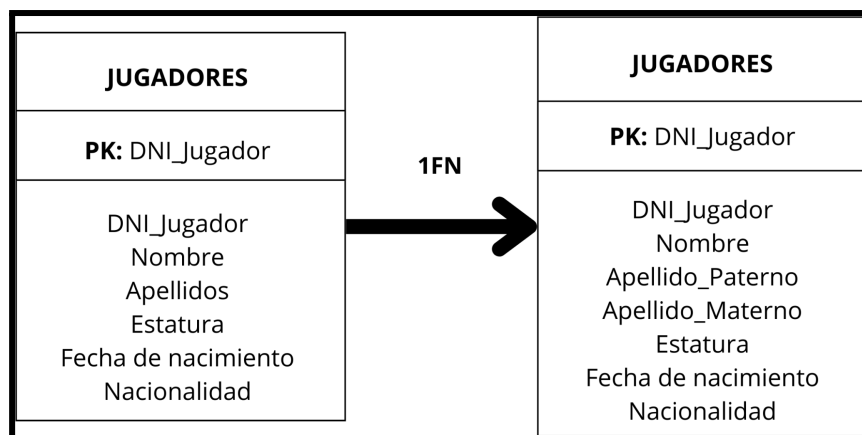 JUGADORES
PK: DNI_Jugador
DNI_Jugador
Nombre
Apellidos
Estatura
Fecha de nacimiento
Nacionalidad
1FN
JUGADORES
PK: DNI_Jugador
DNI_Jugador
Nombre
Apellido_Paterno
Apellido_Materno
Estatura
Fecha de nacimiento
Nacionalidad